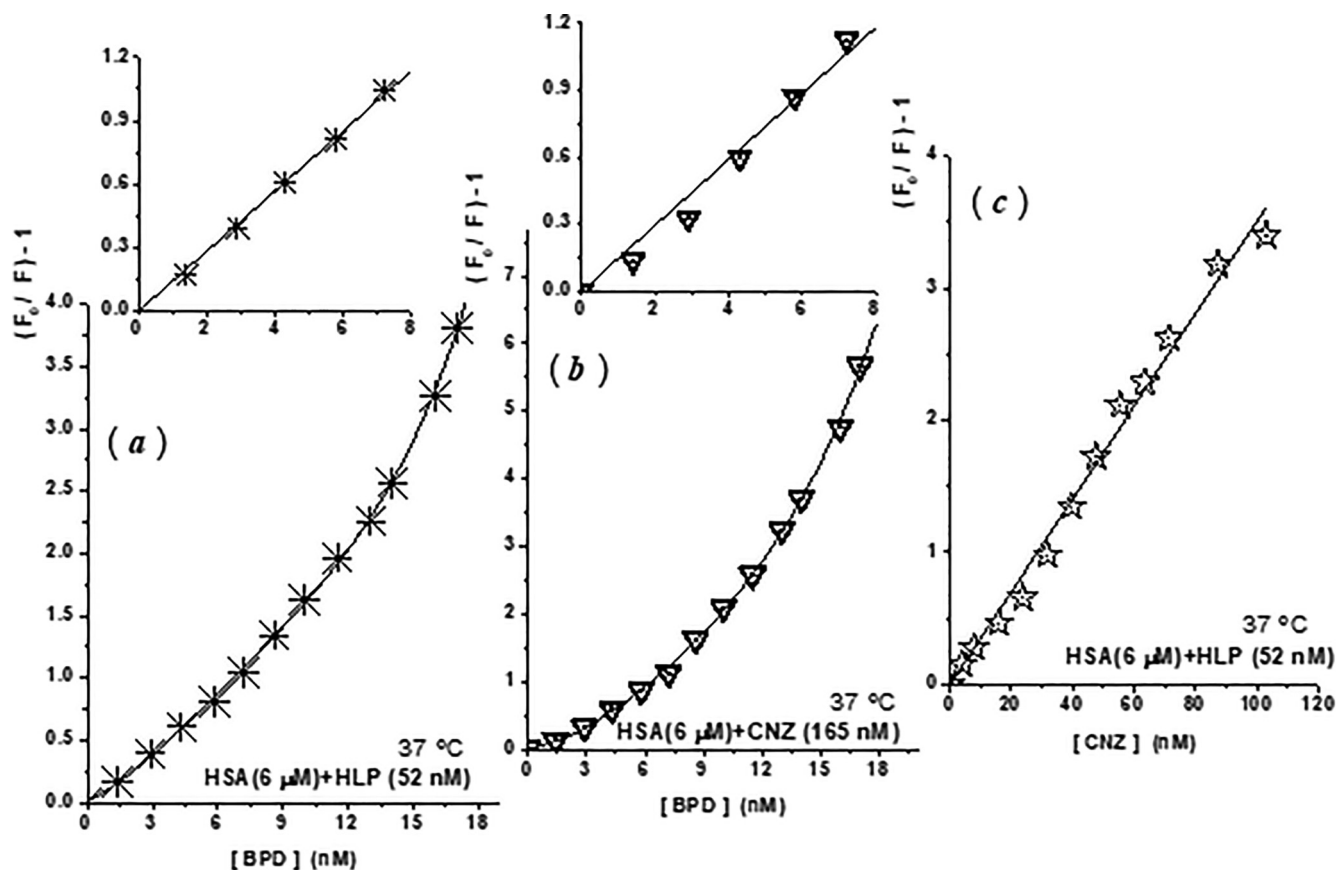 1.2
0.9
0.6
0.3
0.0
0 2 4 6 8
(F₀ / F) - 1
4.0
3.5
3.0
2.5
2.0
1.5
1.0
0.5
0.0
(a)
37 ºC
HSA(6 µM)+HLP (52 nM)
0 3 6 9 12 15 18
[BPD] (nM)
1.2
0.9
0.6
0.3
0.0
0 2 4 6 8
(F₀ / F) - 1
7
6
5
4
3
2
1
0
(b)
37 ºC
HSA(6 µM)+CNZ (165 nM)
0 3 6 9 12 15 18
[BPD] (nM)
(F₀ / F) - 1
4
3
2
1
0
(c)
37 ºC
HSA(6 µM)+HLP (52 nM)
0 20 40 60 80 100 120
[CNZ] (nM)